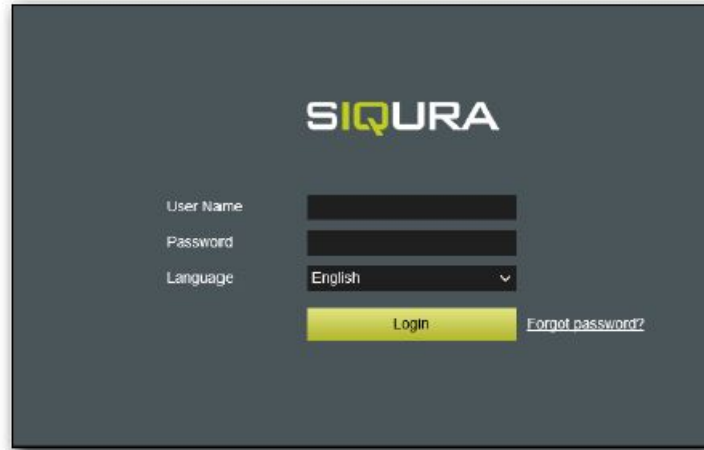 SIQURA
User Name
Password
Language English
Login Forgot password?